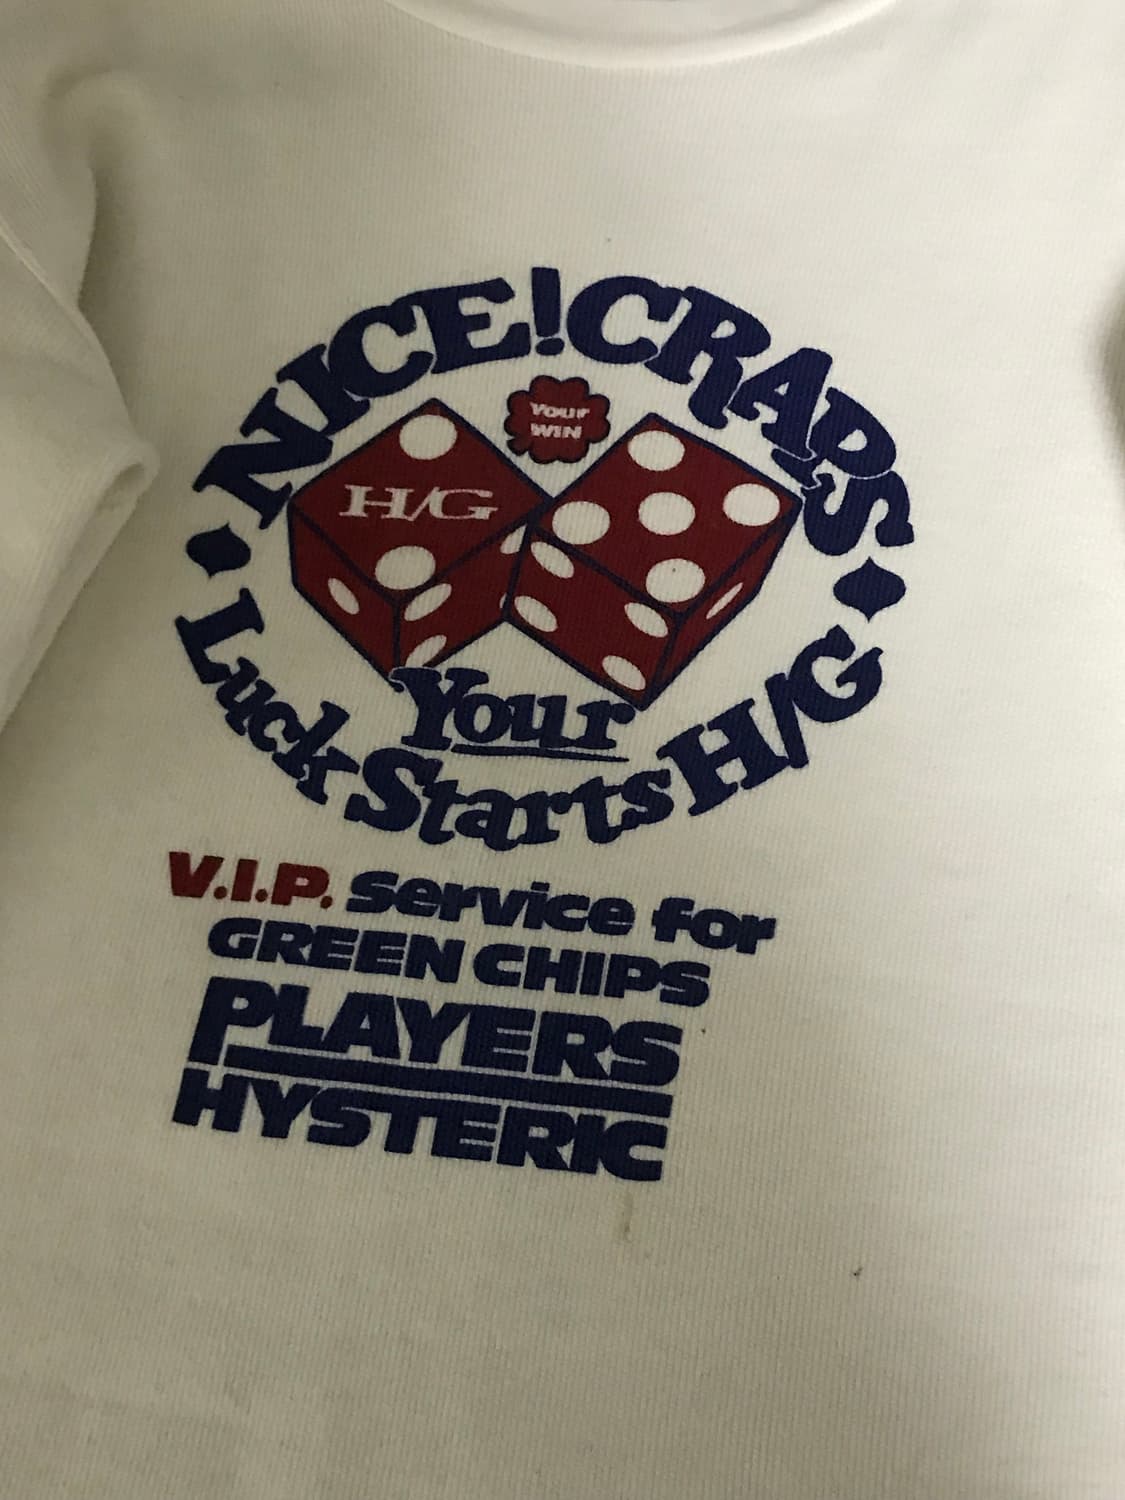 NICE!CRAPS
YOUr
WIN
H/G
Your
Luck Starts H/G
V.I.P. Service for
GREEN CHIPS
PLAYERS
HYSTERIC